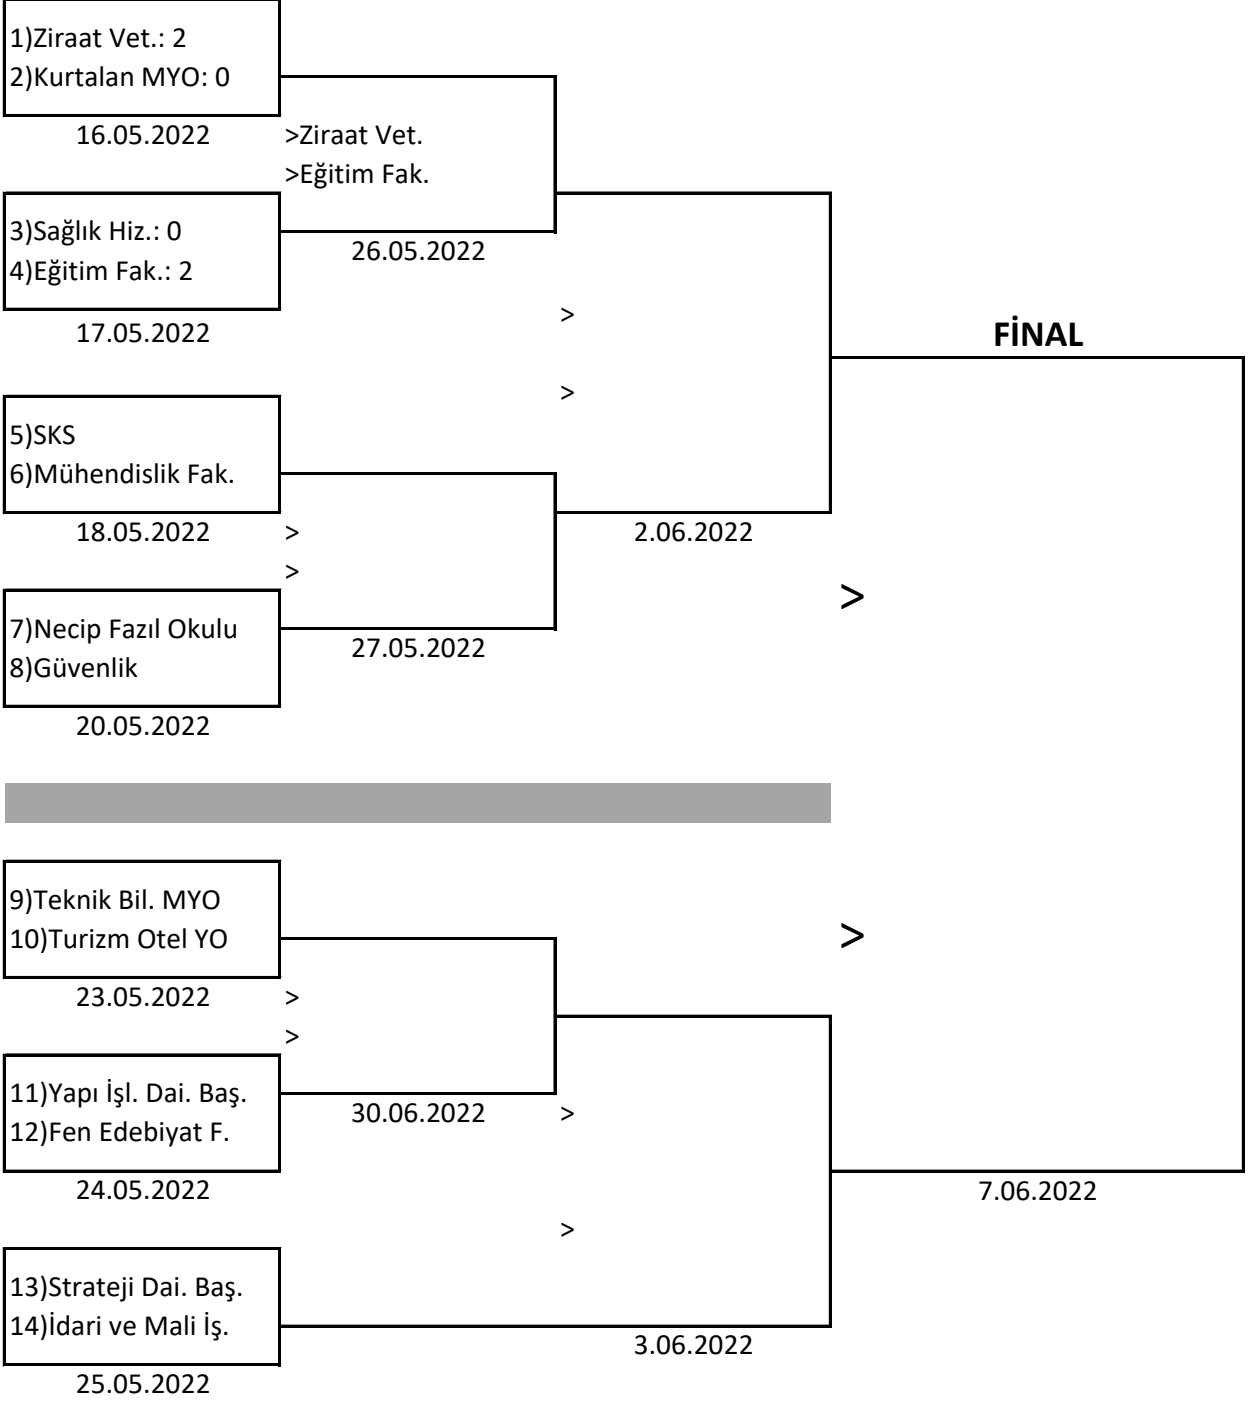 1)Ziraat Vet.: 2
2)Kurtalan MYO: 0
16.05.2022
>Ziraat Vet.
>Eğitim Fak.
3)Sağlık Hiz.: 0
4)Eğitim Fak.: 2
26.05.2022
17.05.2022
>
FİNAL
>
5)SKS
6)Mühendislik Fak.
18.05.2022
>
2.06.2022
>
>
7)Necip Fazıl Okulu
8)Güvenlik
27.05.2022
20.05.2022
9)Teknik Bil. MYO
10)Turizm Otel YO
>
23.05.2022
>
>
11)Yapı İşl. Dai. Baş.
12)Fen Edebiyat F.
30.06.2022
>
24.05.2022
7.06.2022
>
13)Strateji Dai. Baş.
14)İdari ve Mali İş.
3.06.2022
25.05.2022